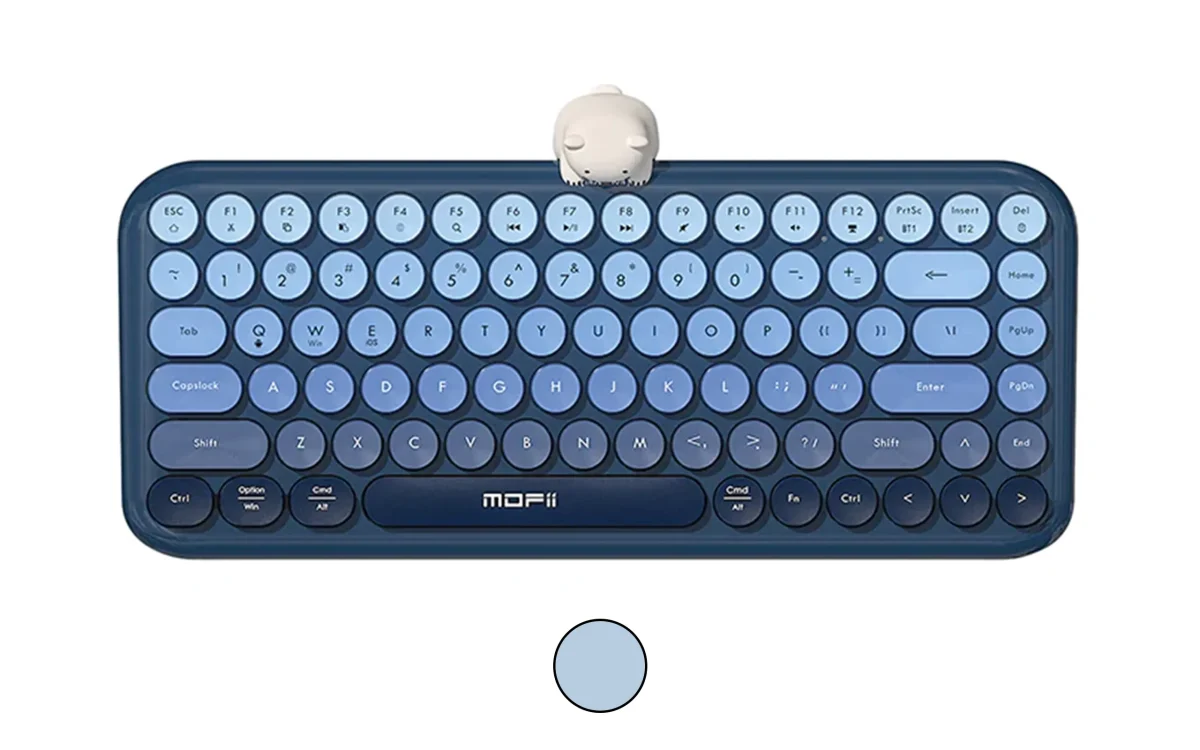 ESC F1 F2 F3 F4 F5 F6 F7 F8 F9 F10 F11 F12 PrtSc Insert Del
BT1 BT2
~ ` 1 ! 2 @ 3 # 4 $ 5 % 6 ^ 7 & 8 * 9 ( 0 ) - _ + = ← Home
Tab Q W E R T Y U I O P { [ } ] \ | PgUp
Win iOS
Capslock A S D F G H J K L : ; " ' Enter PgDn
Shift Z X C V B N M < , > . ? / Shift ^ End
Ctrl Option Cmd MOFii Cmd Fn Ctrl < v >
Win Alt Alt